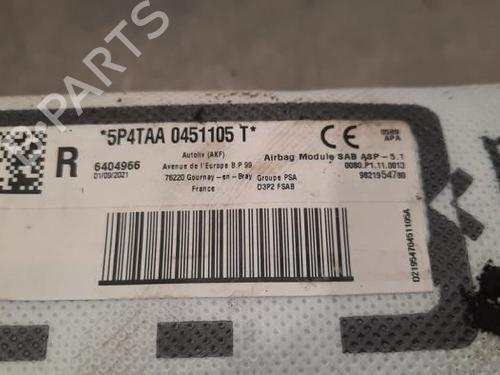 *5P4TAA 0451105 T*
R
6404966
01/09/2021
Autoliv (AKF)
Avenue de l'Europe B.P 99
76220 Gournay-en-Bray
France
Groupe PSA
D3P2 FSAB
CE
0589
APA
Airbag Module SAB ASP-5.1
0080.P1.11.0013
9821954780
D2195470451105A
B-PARTS